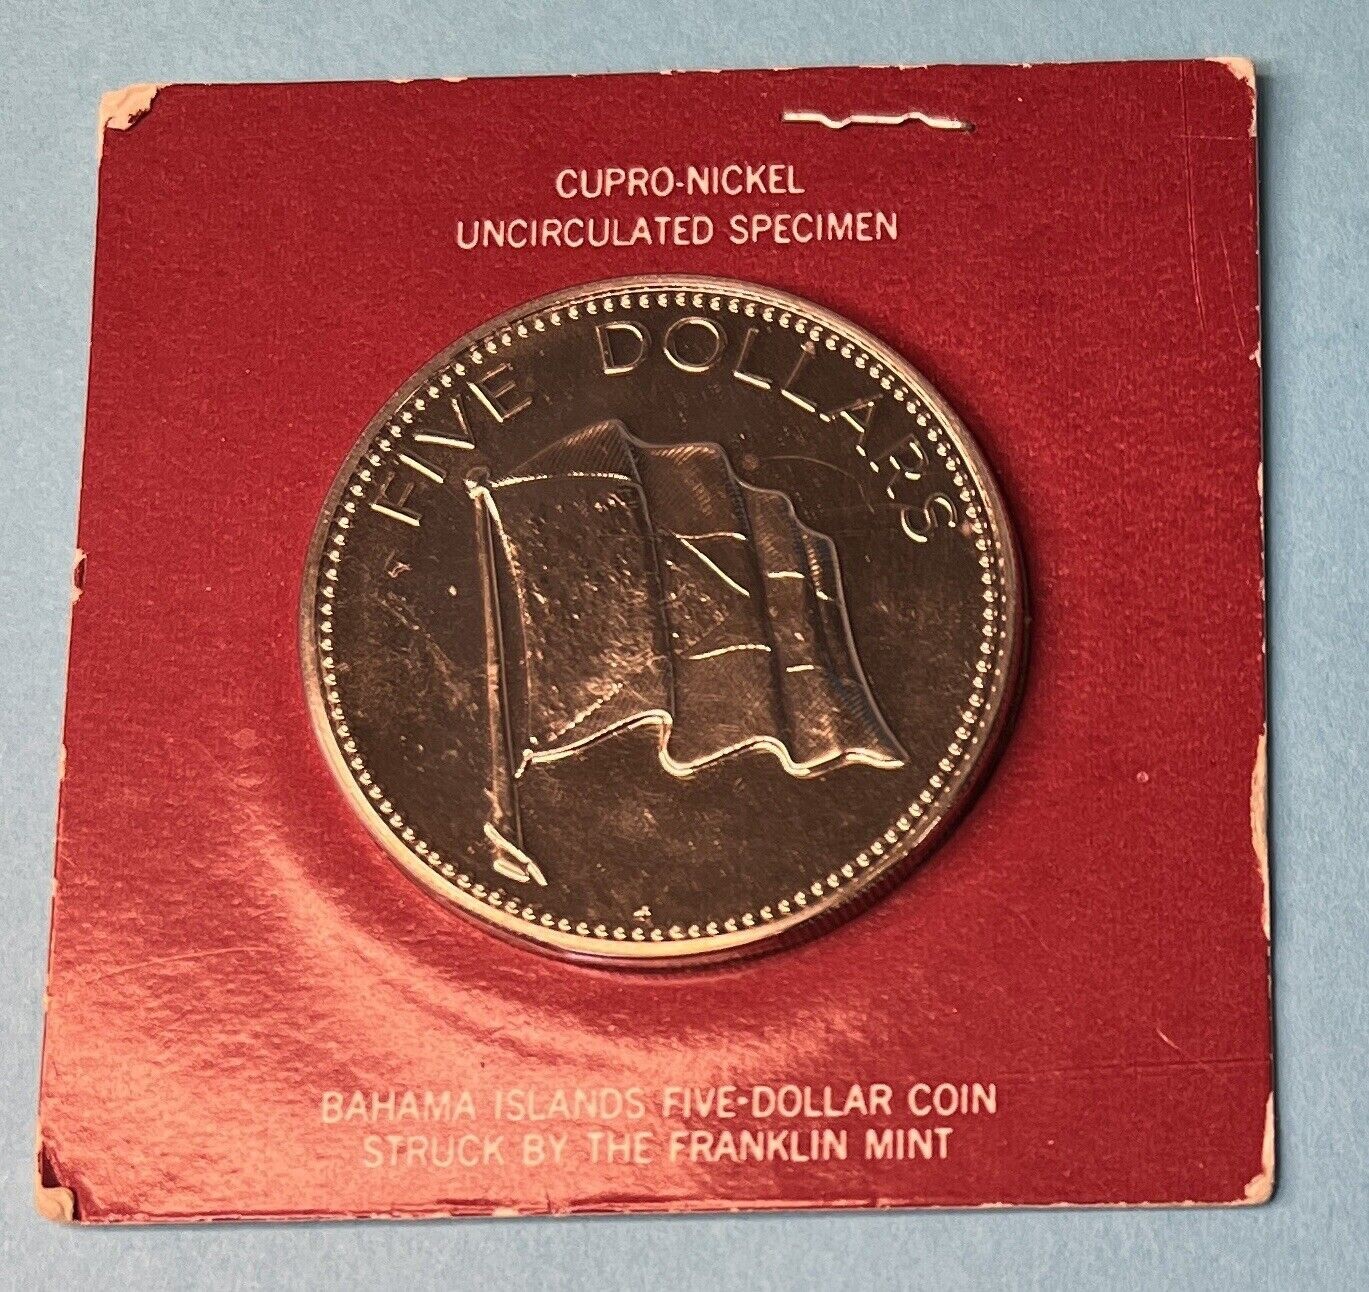 CUPRO-NICKEL
UNCIRCULATED SPECIMEN
FIVE DOLLARS
BAHAMA ISLANDS FIVE-DOLLAR COIN
STRUCK BY THE FRANKLIN MINT